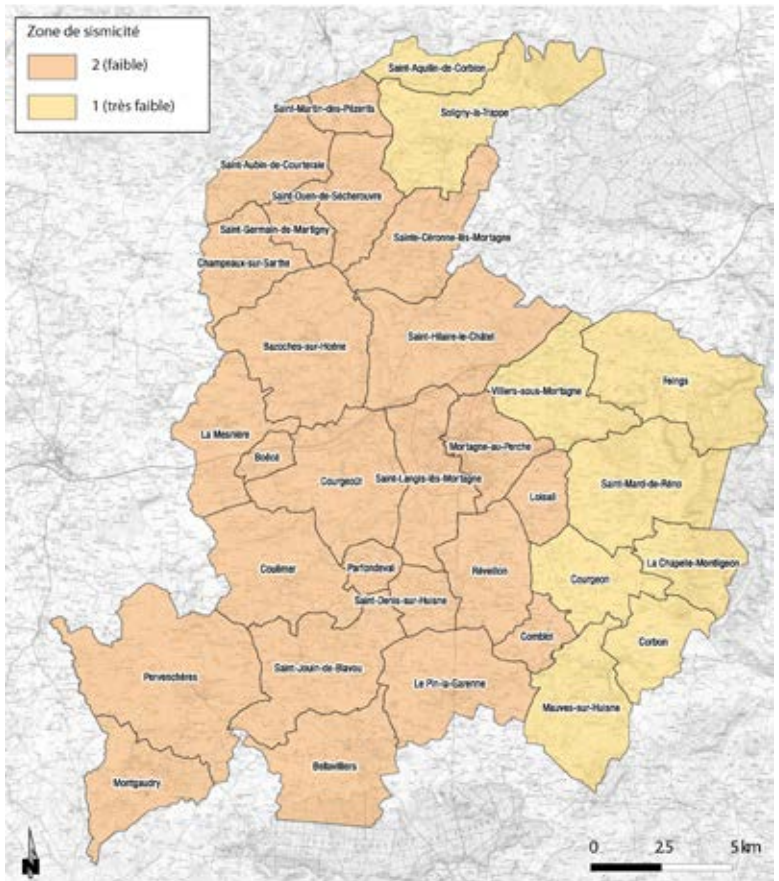 Zone de sismicité
2 (faible)
1 (très faible)
Saint-Aquilin-de-Corbion
Saint-Martin-des-Pézerits
Soligny-la-Trappe
Saint-Aubin-de-Courteraie
Saint-Ouen-de-Sècherouvre
Saint-Germain-de-Martigny
Sainte-Céronne-lès-Mortagne
Champeaux-sur-Sarthe
Bazoches-sur-Hoëne
Saint-Hilaire-le-Châtel
Villiers-sous-Mortagne
Feings
La Mesnière
Mortagne-au-Perche
Boëcé
Courgeoût
Saint-Langis-lès-Mortagne
Loisail
Saint-Mard-de-Réno
Coulimer
Parfondeval
Réveillon
Courgeon
La Chapelle-Montligeon
Saint-Denis-sur-Huisne
Comblot
Corbon
Pervenchères
Saint-Jouin-de-Blavou
Le Pin-la-Garenne
Mauves-sur-Huisne
Bellavilliers
Montgaudry
N
0 2.5 5 km